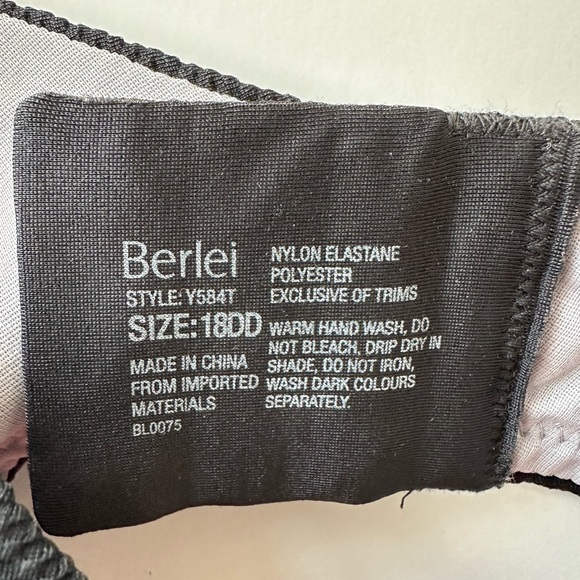 Berlei
STYLE: Y584T
SIZE: 18DD
MADE IN CHINA
FROM IMPORTED
MATERIALS
BL0075
NYLON ELASTANE
POLYESTER
EXCLUSIVE OF TRIMS
WARM HAND WASH, DO
NOT BLEACH, DRIP DRY IN
SHADE, DO NOT IRON,
WASH DARK COLOURS
SEPARATELY.